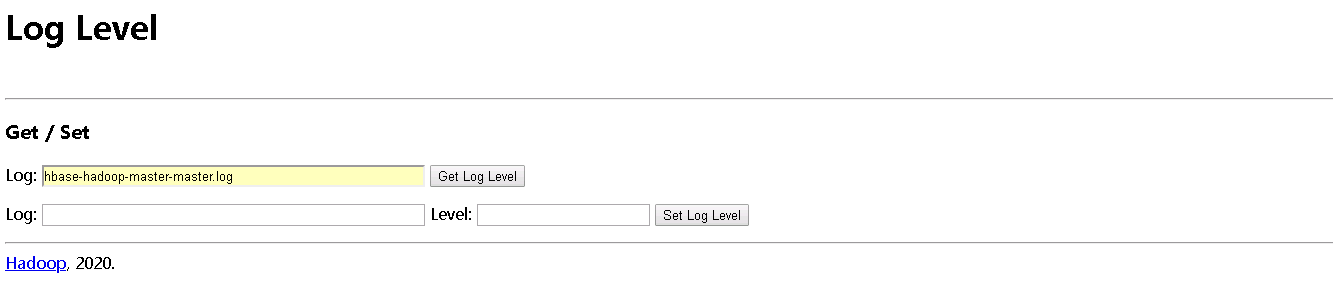 Log Level
Get / Set
Log: hbase-hadoop-master-master.log Get Log Level
Log: Level: Set Log Level
Hadoop, 2020.